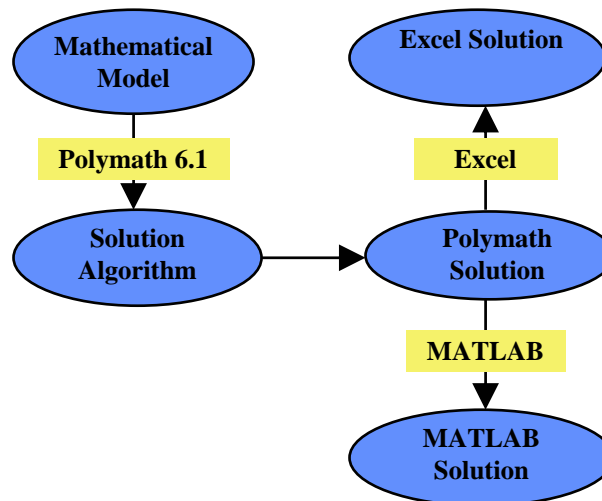 Mathematical
Model
Polymath 6.1
Solution
Algorithm
Excel Solution
Excel
Polymath
Solution
MATLAB
MATLAB
Solution